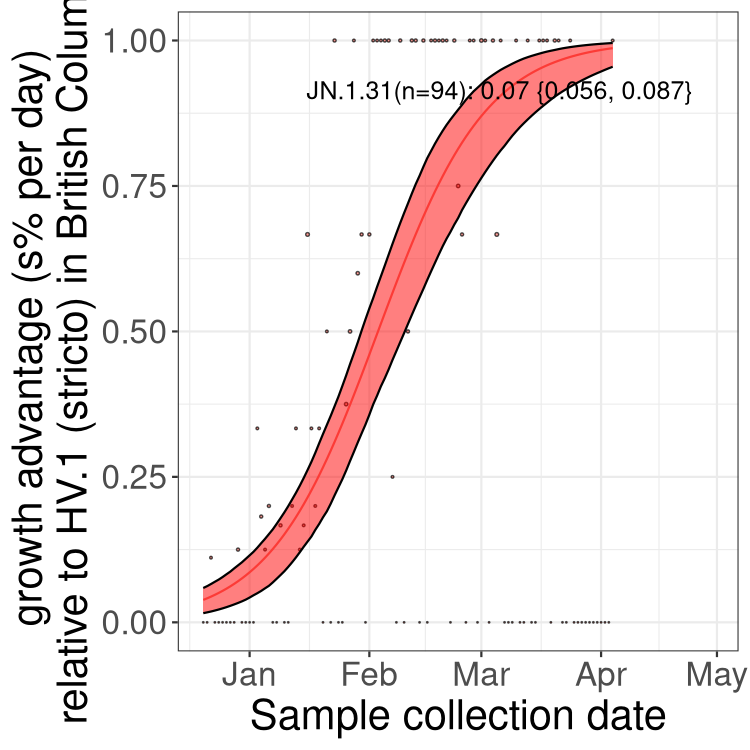 growth advantage (s% per day)
relative to HV.1 (stricto) in British Colum
1.00
0.75
0.50
0.25
0.00
JN.1.31(n=94): 0.07 {0.056, 0.087}
Jan Feb Mar Apr May
Sample collection date